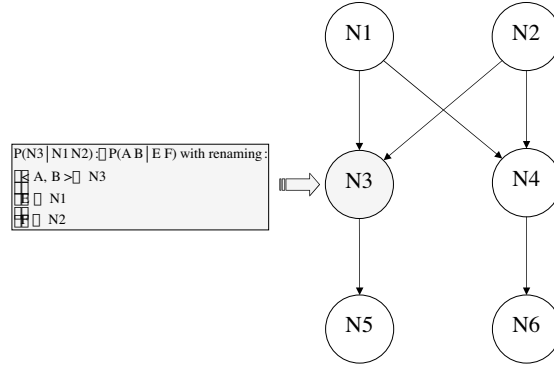 N1 N2
P(N3 | N1 N2) : P(A B | E F) with renaming :
< A, B > N3
E N1
F N2
N3 N4
N5 N6